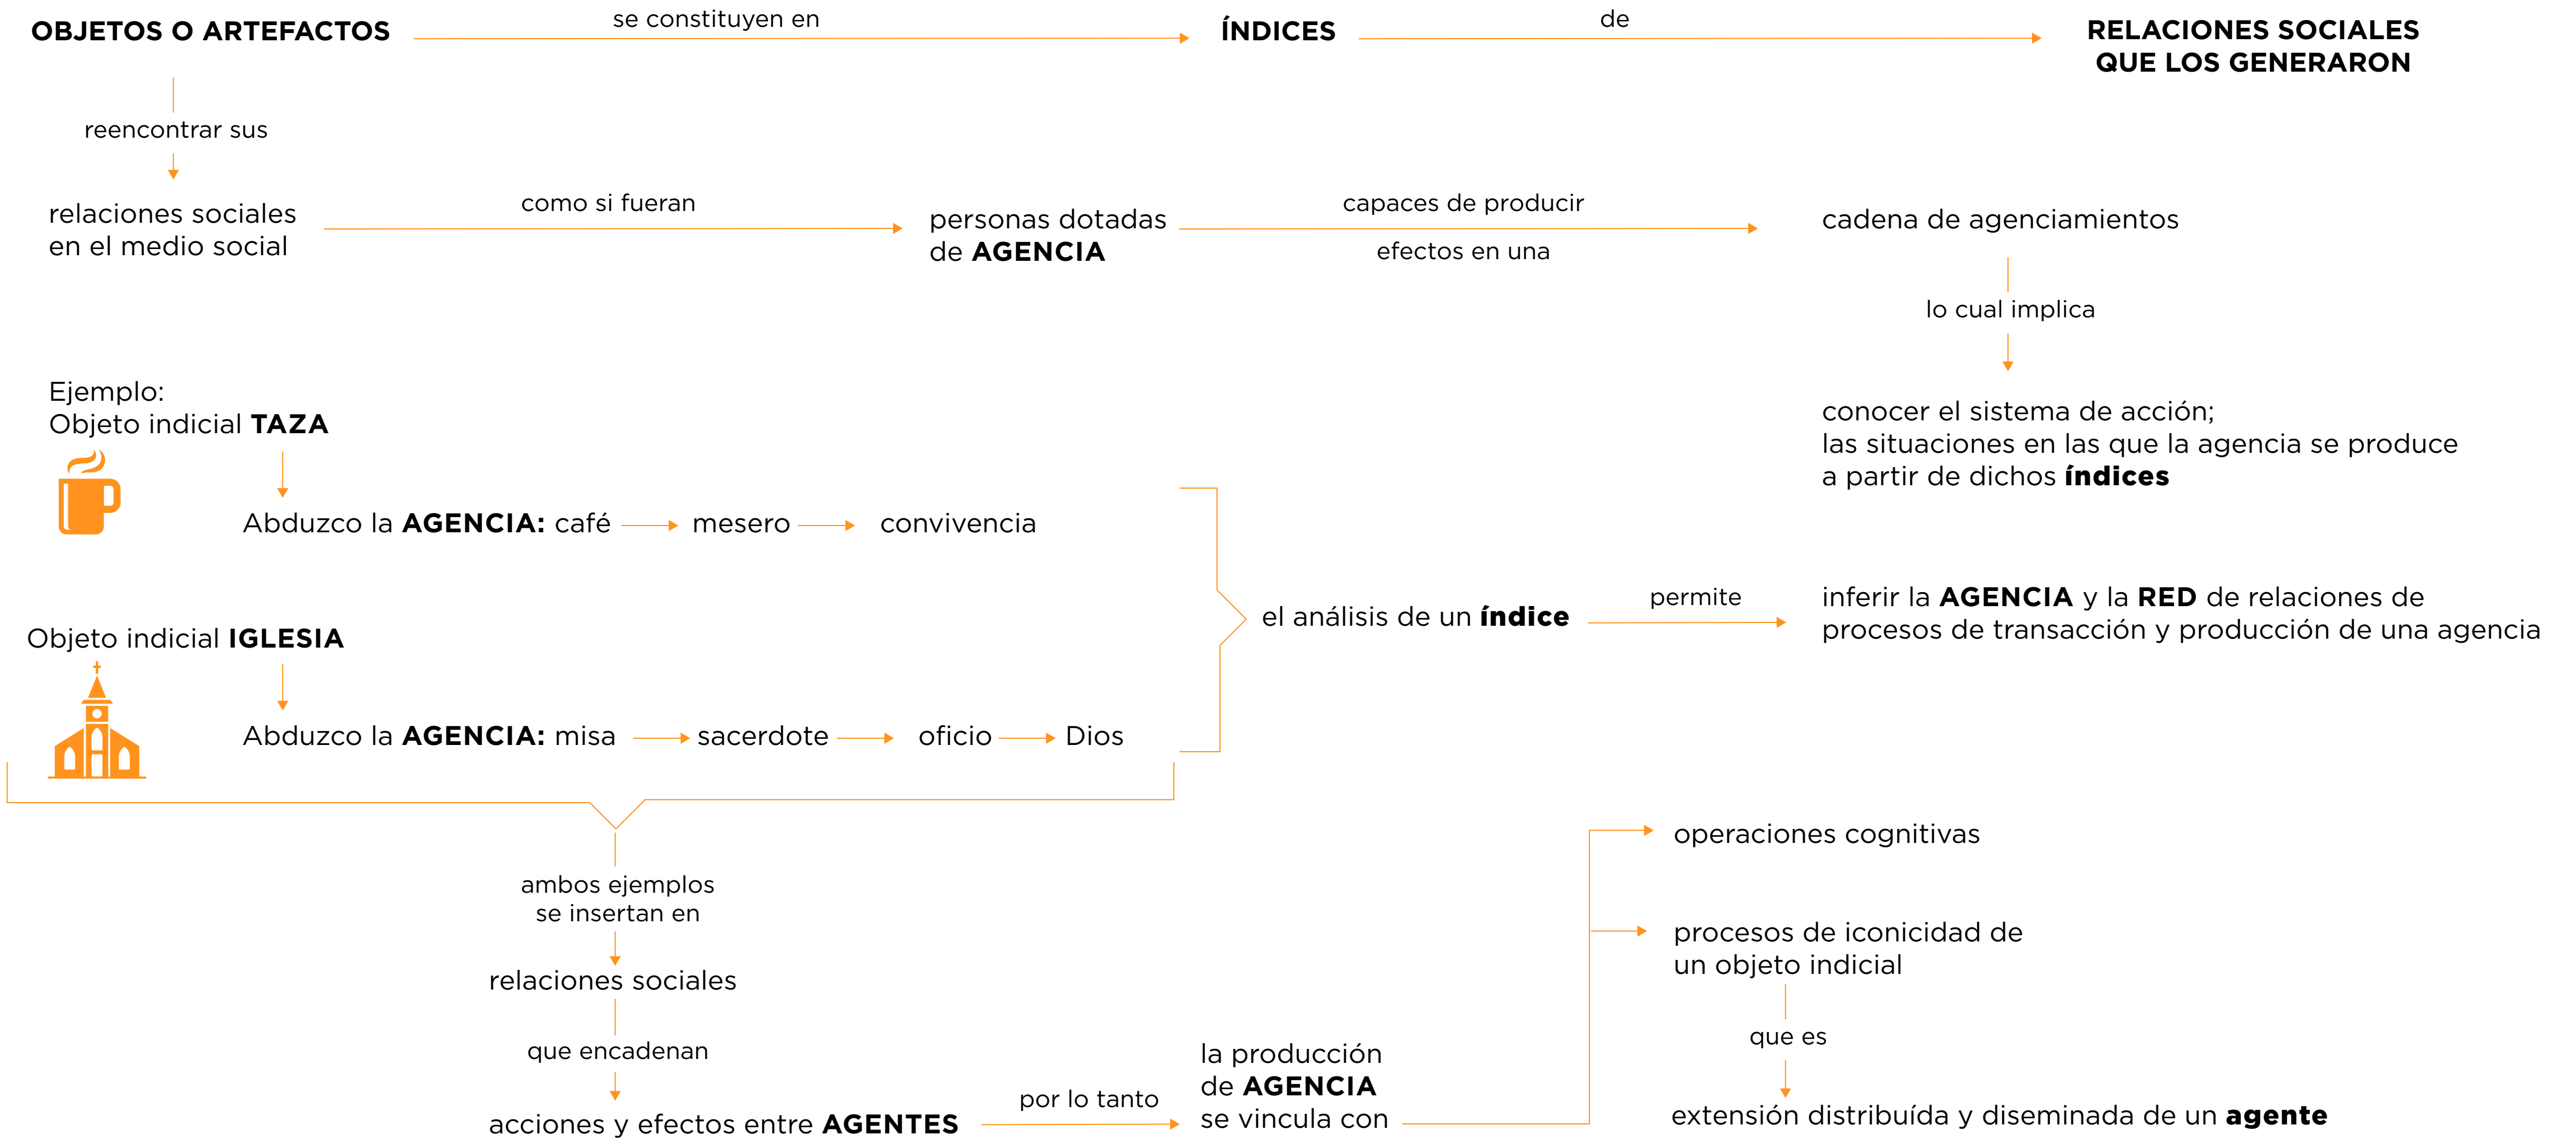 OBJETOS O ARTEFACTOS
se constituyen en
ÍNDICES
de
RELACIONES SOCIALES
QUE LOS GENERARON
reencontrar sus
relaciones sociales
en el medio social
como si fueran
personas dotadas
de AGENCIA
capaces de producir
efectos en una
cadena de agenciamientos
lo cual implica
conocer el sistema de acción;
las situaciones en las que la agencia se produce
a partir de dichos índices
Ejemplo:
Objeto indicial TAZA
Abduzco la AGENCIA: café mesero convivencia
Objeto indicial IGLESIA
Abduzco la AGENCIA: misa sacerdote oficio Dios
el análisis de un índice
permite
inferir la AGENCIA y la RED de relaciones de
procesos de transacción y producción de una agencia
ambos ejemplos
se insertan en
relaciones sociales
que encadenan
acciones y efectos entre AGENTES
por lo tanto
la producción
de AGENCIA
se vincula con
operaciones cognitivas
procesos de iconicidad de
un objeto indicial
que es
extensión distribuída y diseminada de un agente